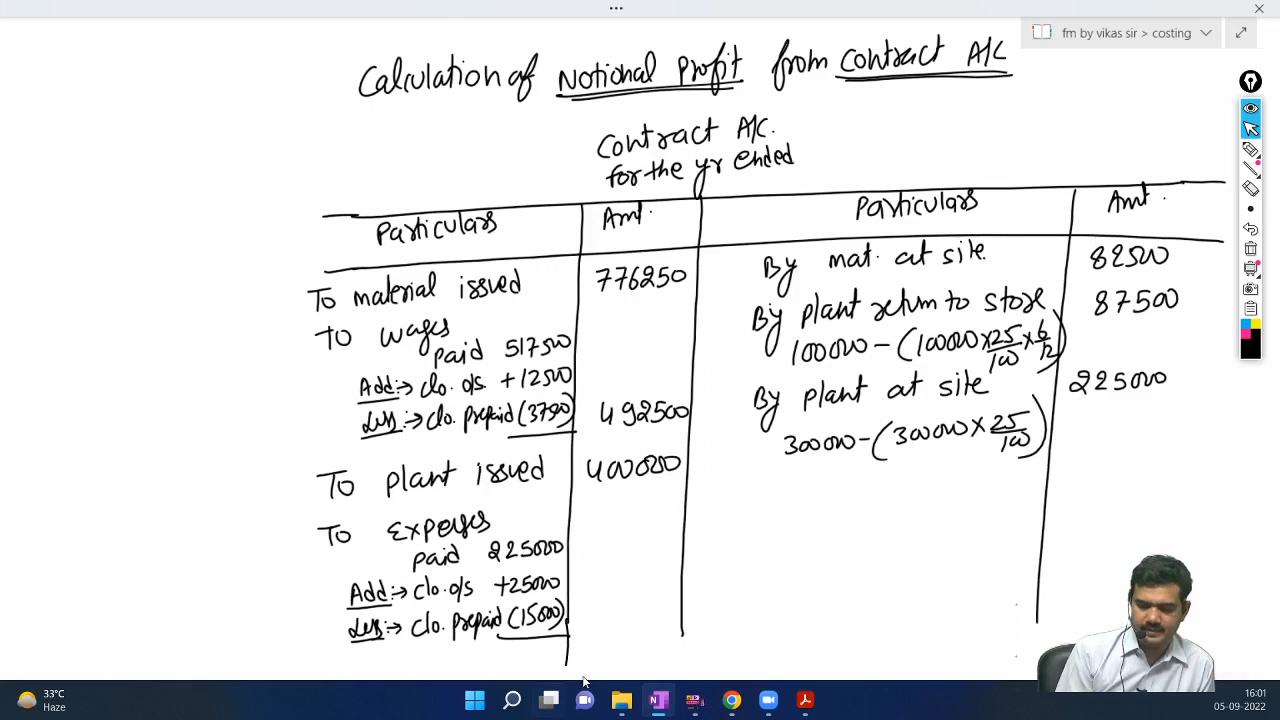 fm by vikas sir > costing
Calculation of Notional Profit from Contract A/C
Contract A/C.
for the yr ended
Particulars Amt. Particulars Amt.
To material issued 776250 By mat. at site. 82500
To wages By plant return to store 87500
paid 517500 100000 - (100000 × 25/100 × 6/12)
Add:→ clo. o/s. +12500 By plant at site 225000
Less:→ clo. prepaid (3750) 492500 300000 - (300000 × 25/100)
To plant issued 400000
To Expenses
paid 225000
Add:→ clo. o/s +25000
Less:→ clo. prepaid (15000)
33°C
Haze
16:01
05-09-2022